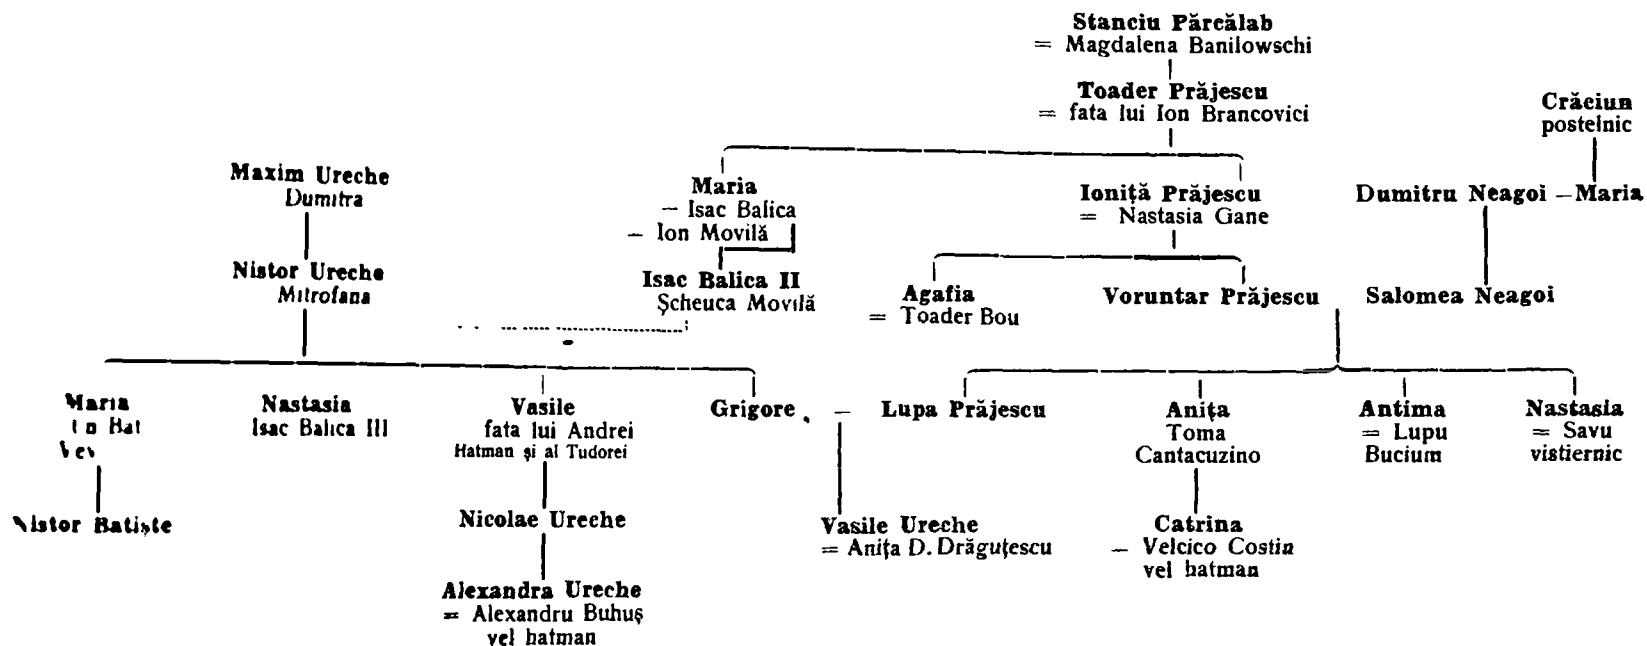 Stanciu Părcălab
= Magdalena Banilowschi
Toader Prăjescu
= fata lui Ion Brancovici
Crăciun
postelnic
Maxim Ureche
Dumitra
Maria
– Isac Balica
– Ion Movilă
Ioniță Prăjescu
= Nastasia Gane
Dumitru Neagoi – Maria
Nistor Ureche
Mitrofana
Isac Balica II
Șcheuca Movilă
Agafia
= Toader Bou
Voruntar Prăjescu
Salomea Neagoi
Maria
Nastasia
Isac Balica III
Vasile
fata lui Andrei
Hatman și al Tudorei
Grigore – Lupa Prăjescu
Anița
Toma
Cantacuzino
Antima
= Lupu
Bucium
Nastasia
= Savu
vistiernic
Nistor Batiște
Nicolae Ureche
Vasile Ureche
= Anița D. Drăguțescu
Catrina
– Velcico Costin
vel hatman
Alexandra Ureche
= Alexandru Buhuș
vel hatman